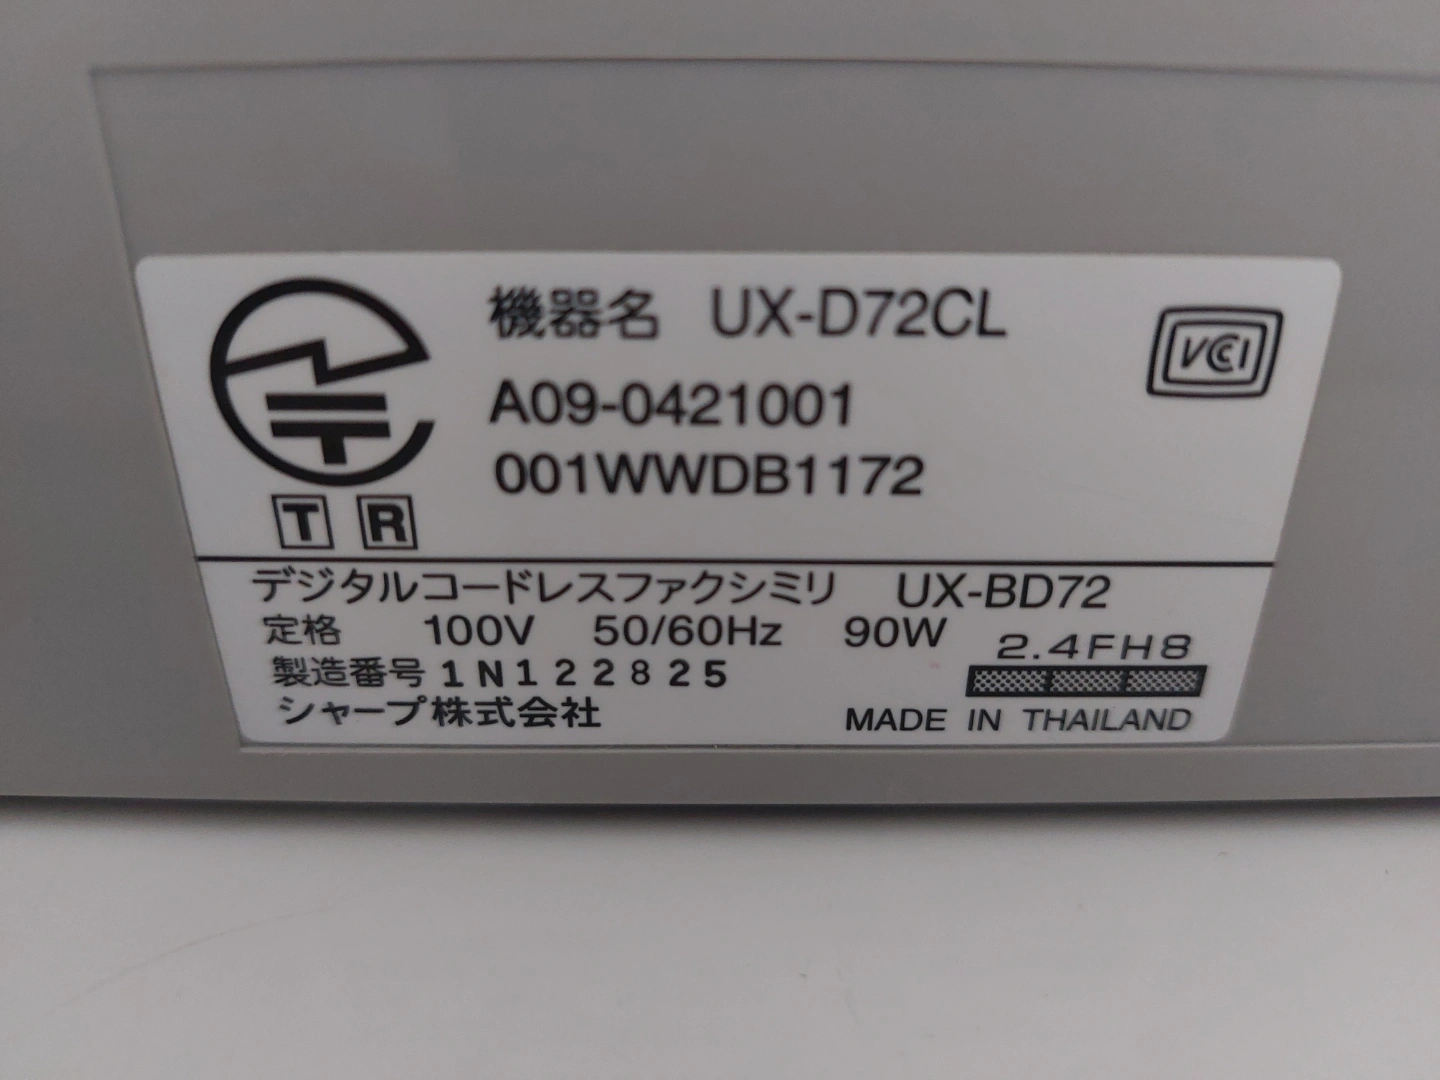 機器名 UX-D72CL
VCCI
A09-0421001
001WWDB1172
T R
デジタルコードレスファクシミリ UX-BD72
定格 100V 50/60Hz 90W
2.4FH8
製造番号 1N122825
シャープ株式会社
MADE IN THAILAND